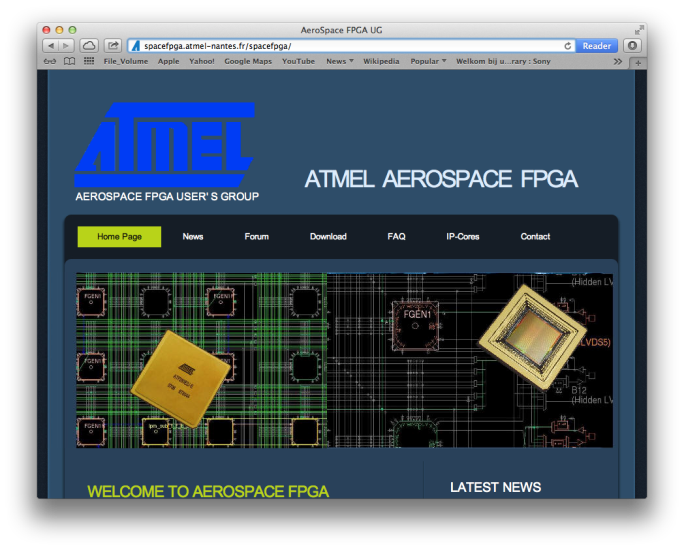 AeroSpace FPGA UG
spacefpga.atmel-nantes.fr/spacefpga/
Reader
File_Volume Apple Yahoo! Google Maps YouTube News Wikipedia Popular Welkom bij u...rary : Sony
ATMEL
AEROSPACE FPGA USER' S GROUP
ATMEL AEROSPACE FPGA
Home Page News Forum Download FAQ IP-Cores Contact
FGEN1
FGEN1
FGEN1
(Hidden LV
FGEN1
LVDS5)
FGEN1
ATMEL
B12
(Hidden LV
WELCOME TO AEROSPACE FPGA
LATEST NEWS